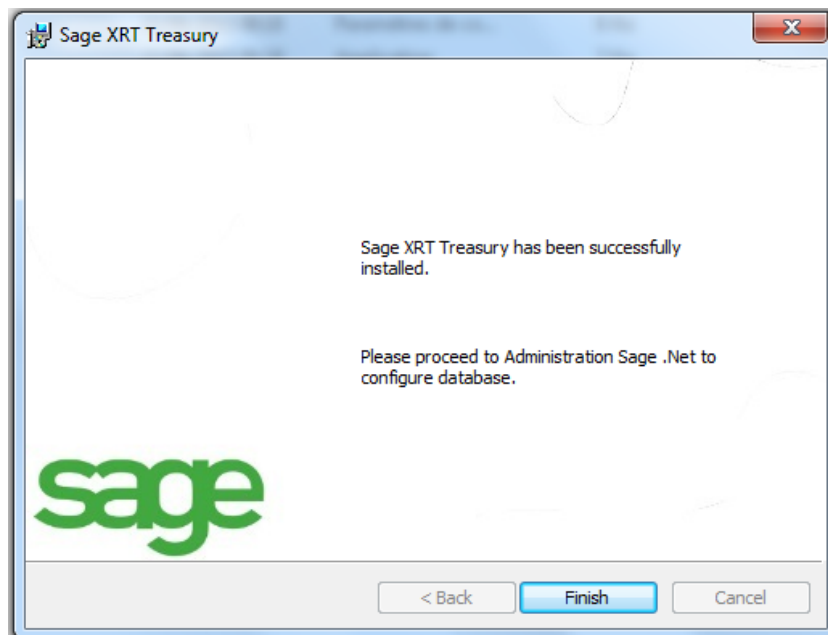 Sage XRT Treasury
Sage XRT Treasury has been successfully
installed.
Please proceed to Administration Sage .Net to
configure database.
sage
< Back
Finish
Cancel